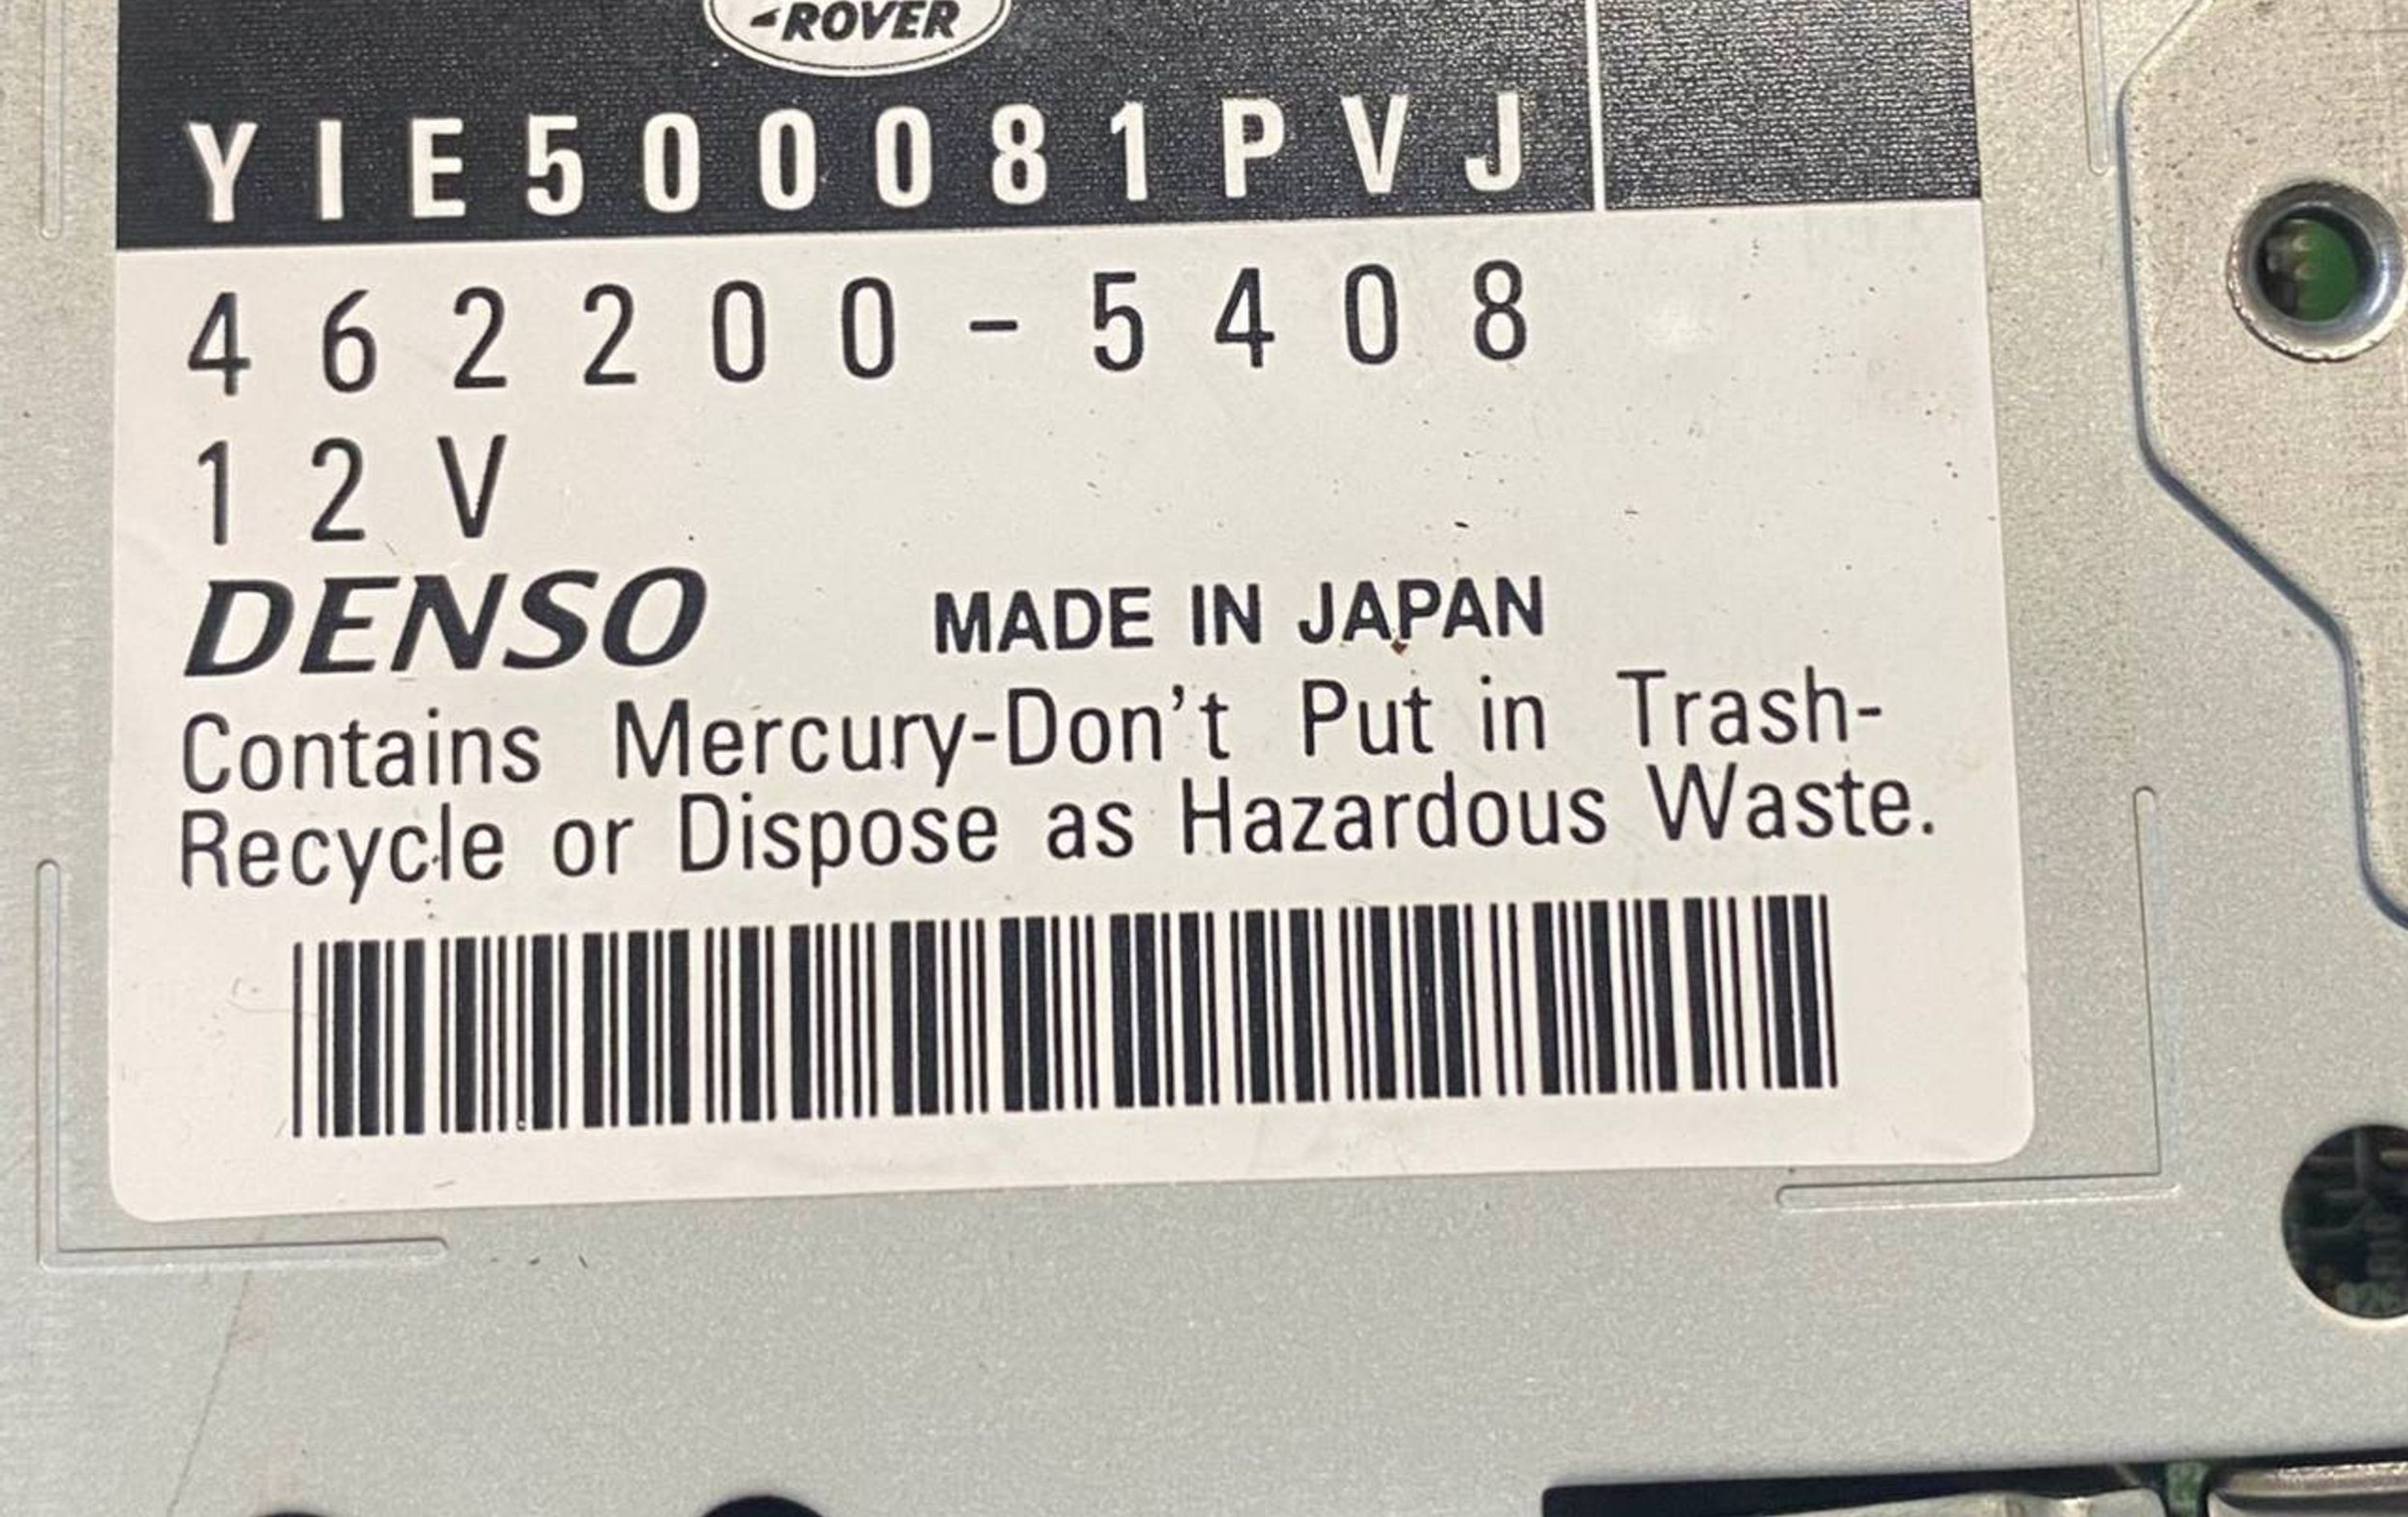 ROVER
YIE500081PVJ
462200-5408
12V
DENSO MADE IN JAPAN
Contains Mercury-Don't Put in Trash-
Recycle or Dispose as Hazardous Waste.